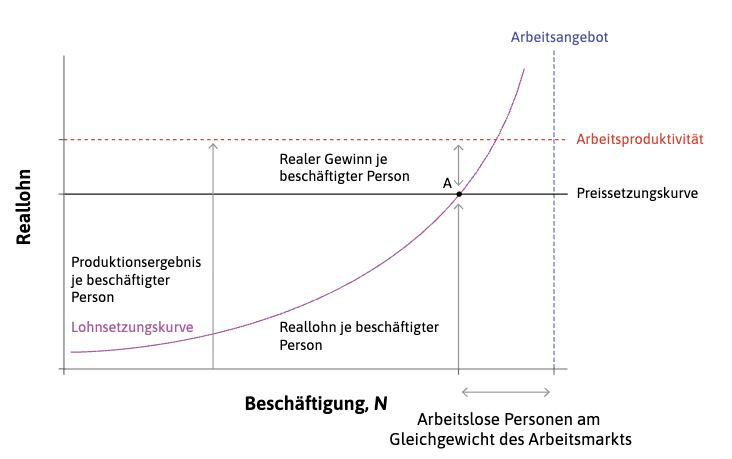 Arbeitsangebot
Arbeitsproduktivität
Realer Gewinn je
beschäftigter Person
A
Preissetzungskurve
Reallohn
Produktionsergebnis
je beschäftigter
Person
Lohnsetzungskurve
Reallohn je beschäftigter
Person
Beschäftigung, N
Arbeitslose Personen am
Gleichgewicht des Arbeitsmarkts